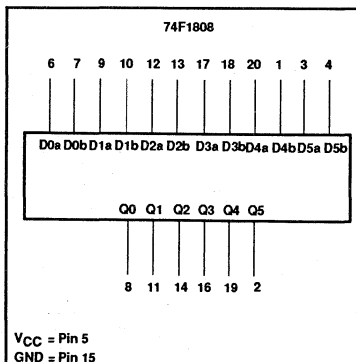 74F1808
6 7 9 10 12 13 17 18 20 1 3 4
D0a D0b D1a D1b D2a D2b D3a D3b D4a D4b D5a D5b
Q0 Q1 Q2 Q3 Q4 Q5
8 11 14 16 19 2
VCC = Pin 5
GND = Pin 15